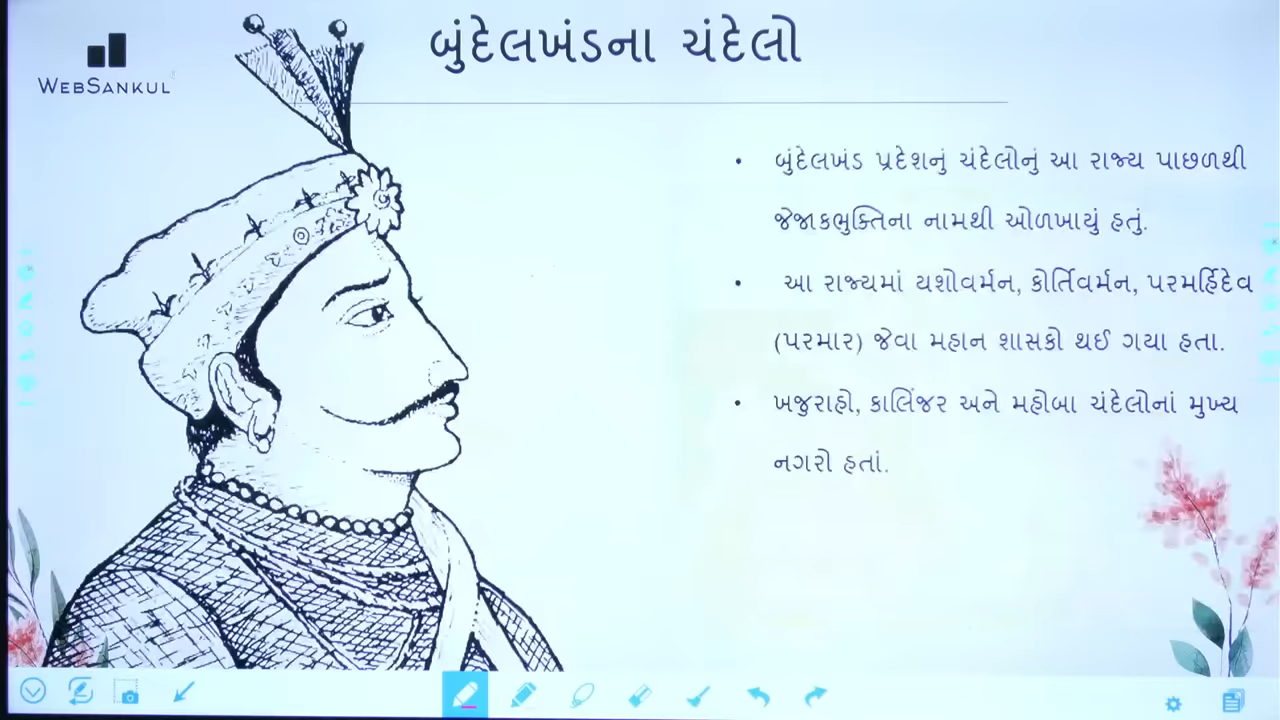 WEBSANKUL
બુંદેલખંડના ચંદેલો
• બુંદેલખંડ પ્રદેશનું ચંદેલોનું આ રાજ્ય પાછળથી
જેજાકભુક્તિના નામથી ઓળખાયું હતું.
• આ રાજ્યમાં યશોવર્મન, કોર્તિવર્મન, પરમર્હિદેવ
(પરમાર) જેવા મહાન શાસકો થઈ ગયા હતા.
• ખજુરાહો, કાલિંજર અને મહોબા ચંદેલોનાં મુખ્ય
નગરો હતાં.